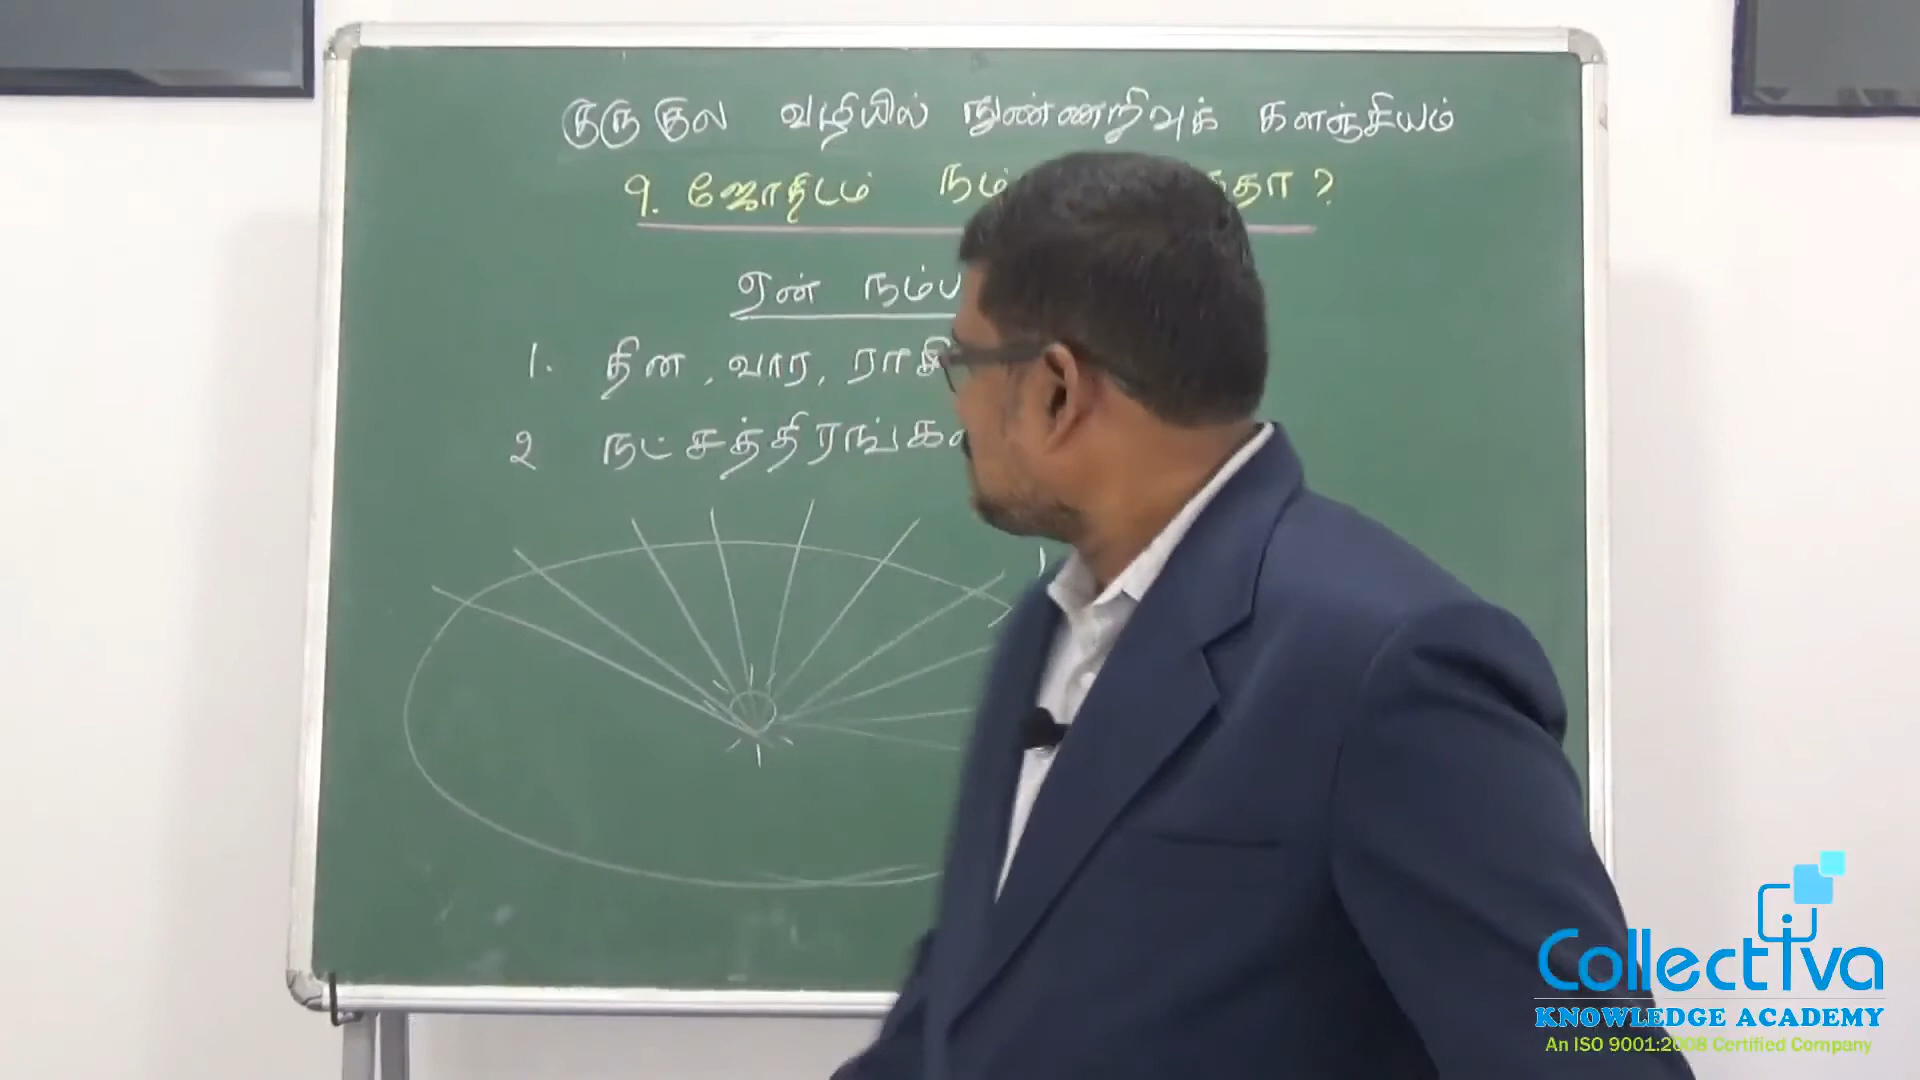 குருகுல வழியில் நுண்ணறிவுக் களஞ்சியம்
9. ஜோதிடம் ?
ஏன்
1. தின, வார, ராசி
2 நட்சத்திரங்கள்
Collectiva
KNOWLEDGE ACADEMY
An ISO 9001:2008 Certified Company